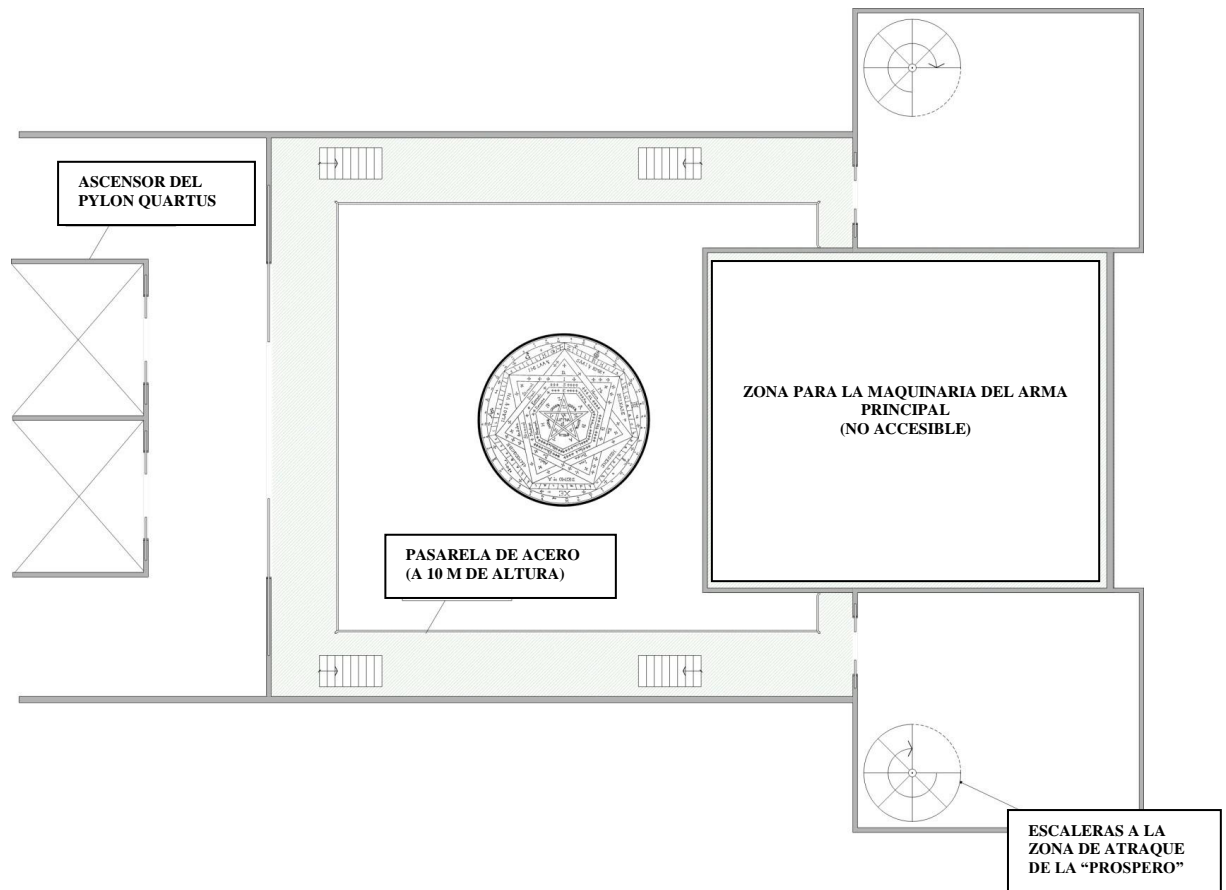 ASCENSOR DEL
PYLON QUARTUS
ZONA PARA LA MAQUINARIA DEL ARMA
PRINCIPAL
(NO ACCESIBLE)
PASARELA DE ACERO
(A 10 M DE ALTURA)
ESCALERAS A LA
ZONA DE ATRAQUE
DE LA “PROSPERO”